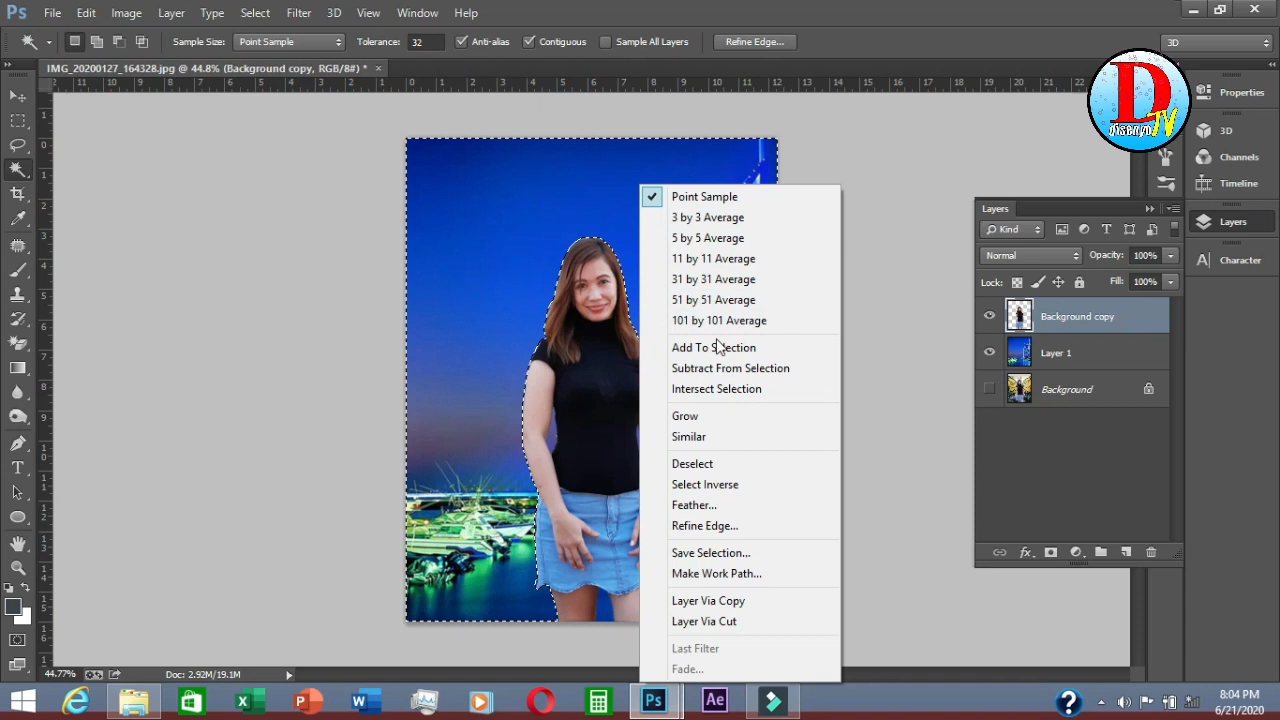 Ps File Edit Image Layer Type Select Filter 3D View Window Help
Sample Size: Point Sample Tolerance: 32 Anti-alias Contiguous Sample All Layers Refine Edge... 3D
IMG_20200127_164328.jpg @ 44.8% (Background copy, RGB/8#) * ×
D
disenyo TV
Properties
3D
Channels
Timeline
Layers
Character
Point Sample
3 by 3 Average
5 by 5 Average
11 by 11 Average
31 by 31 Average
51 by 51 Average
101 by 101 Average
Add To Selection
Subtract From Selection
Intersect Selection
Grow
Similar
Deselect
Select Inverse
Feather...
Refine Edge...
Save Selection...
Make Work Path...
Layer Via Copy
Layer Via Cut
Last Filter
Fade...
Layers
Kind
Normal Opacity: 100%
Lock: Fill: 100%
Background copy
Layer 1
Background
fx
44.77% Doc: 2.92M/19.1M
Ps Ae
8:04 PM
6/21/2020